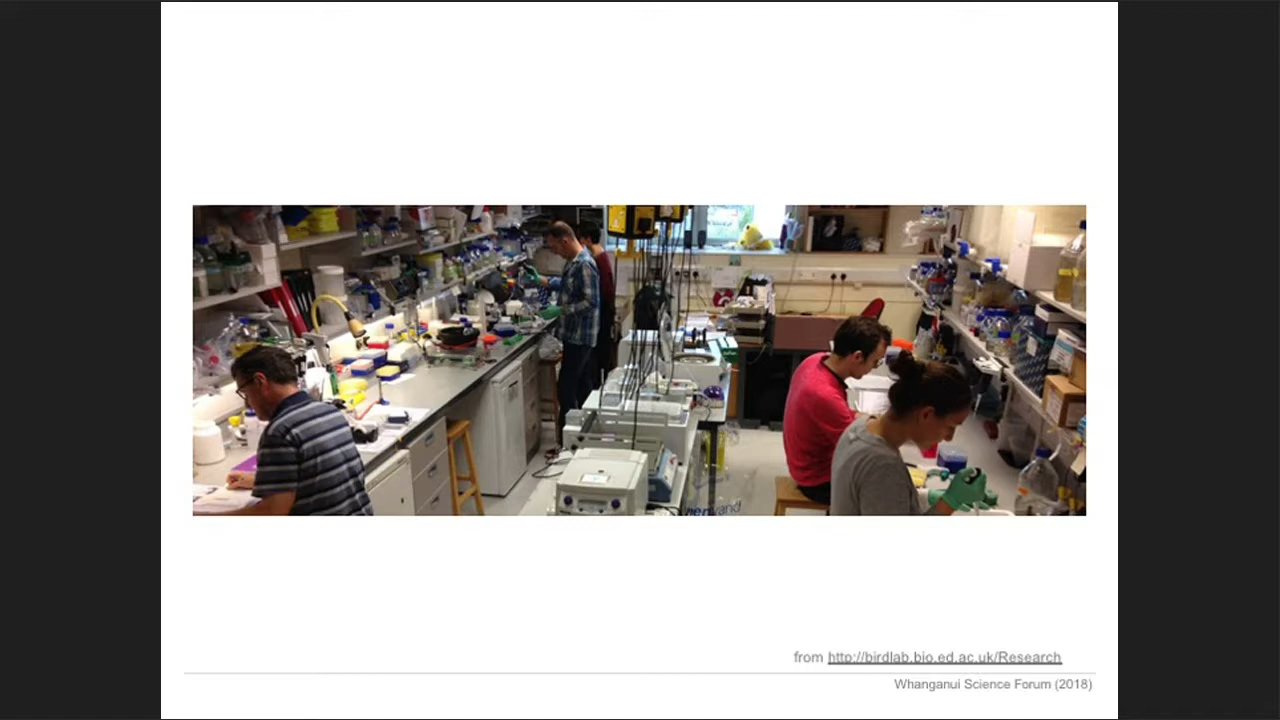 from http://birdlab.bio.ed.ac.uk/Research
Whanganui Science Forum (2018)